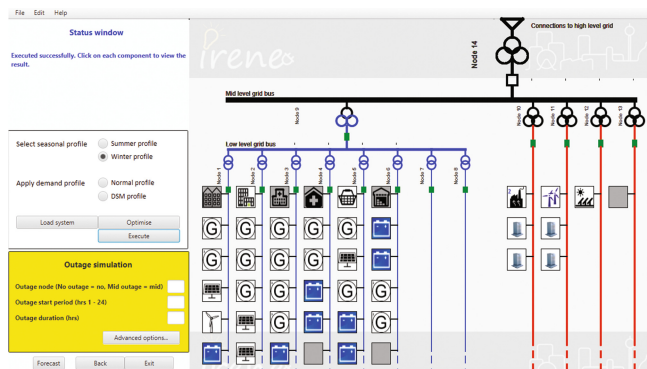 File Edit Help
Status window
Executed successfully. Click on each component to view the
result.
Select seasonal profile
Summer profile
Winter profile
Apply demand profile
Normal profile
DSM profile
Load system
Optimise
Execute
Outage simulation
Outage node (No outage = no, Mid outage = mid)
Outage start period (hrs 1 - 24)
Outage duration (hrs)
Advanced options...
Forecast
Back
Exit
Irenes
Connections to high level grid
Node 14
Mid level grid bus
Node 9
Node 10
Node 11
Node 12
Node 13
Low level grid bus
Node 1
Node 2
Node 3
Node 4
Node 5
Node 6
Node 7
Node 8
G G G G G
G G G G
G G G
G G G
G